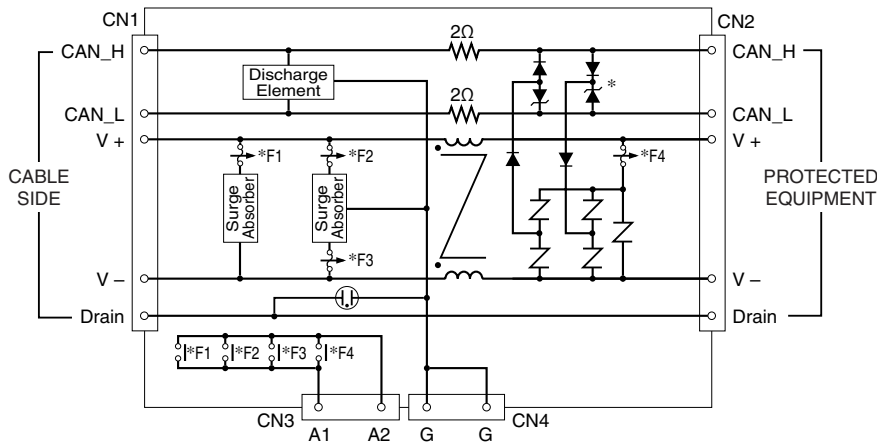 CN1
CN2
2Ω
CAN_H
CAN_H
Discharge
Element
*
2Ω
CAN_L
CAN_L
V +
V +
*F1
*F2
*F4
CABLE
SIDE
Surge
Absorber
Surge
Absorber
PROTECTED
EQUIPMENT
*F3
V –
V –
Drain
Drain
*F1
*F2
*F3
*F4
CN3
CN4
A1
A2
G
G